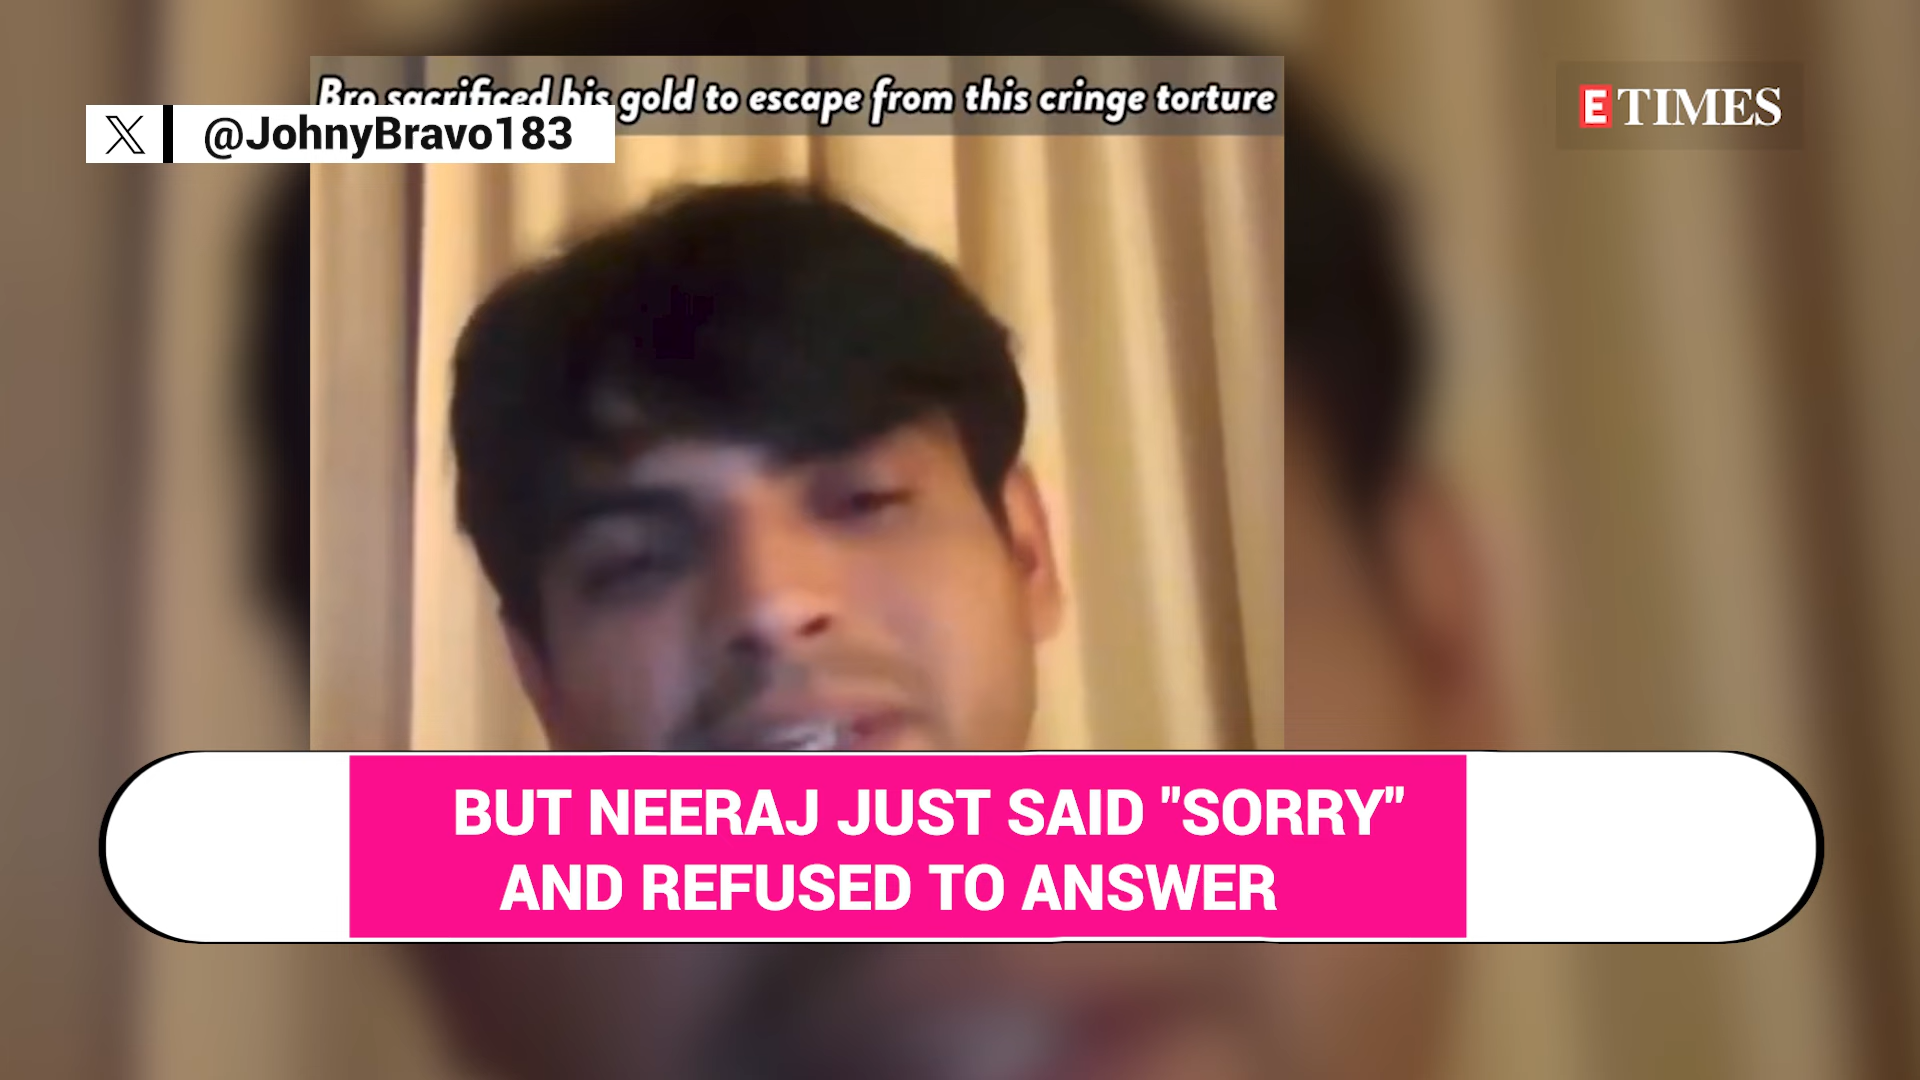 Bro sacrificed his gold to escape from this cringe torture
@JohnyBravo183
ETIMES
BUT NEERAJ JUST SAID "SORRY"
AND REFUSED TO ANSWER